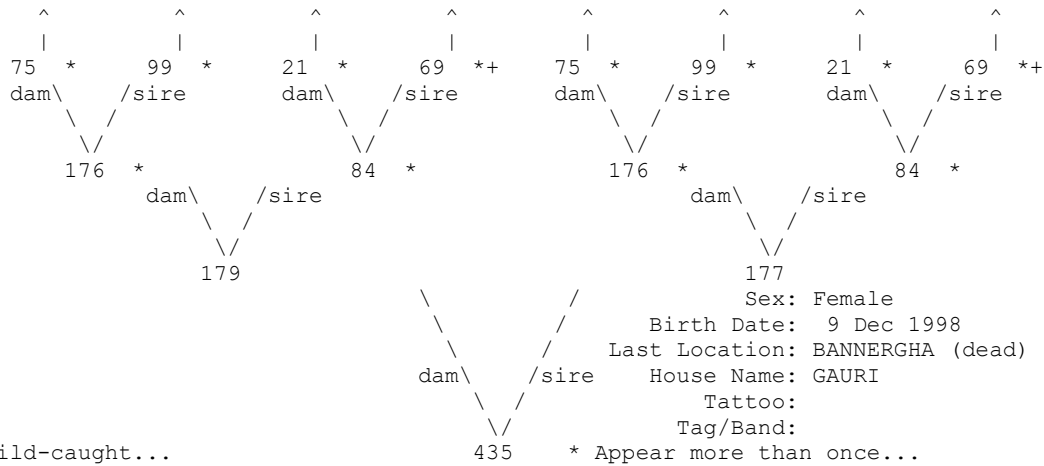 ^ ^ ^ ^ ^ ^ ^ ^
| | | | | | | |
75 * 99 * 21 * 69 *+ 75 * 99 * 21 * 69 *+
dam\ /sire dam\ /sire dam\ /sire dam\ /sire
\ / \ / \ / \ /
\/ \/ \/ \/
176 * 84 * 176 * 84 *
dam\ /sire dam\ /sire
\ / \ /
\/ \/
179 177
\ / Sex: Female
\ / Birth Date: 9 Dec 1998
\ / Last Location: BANNERGHA (dead)
dam\ /sire House Name: GAURI
\ / Tattoo:
\/ Tag/Band:
ild-caught... 435 * Appear more than once...